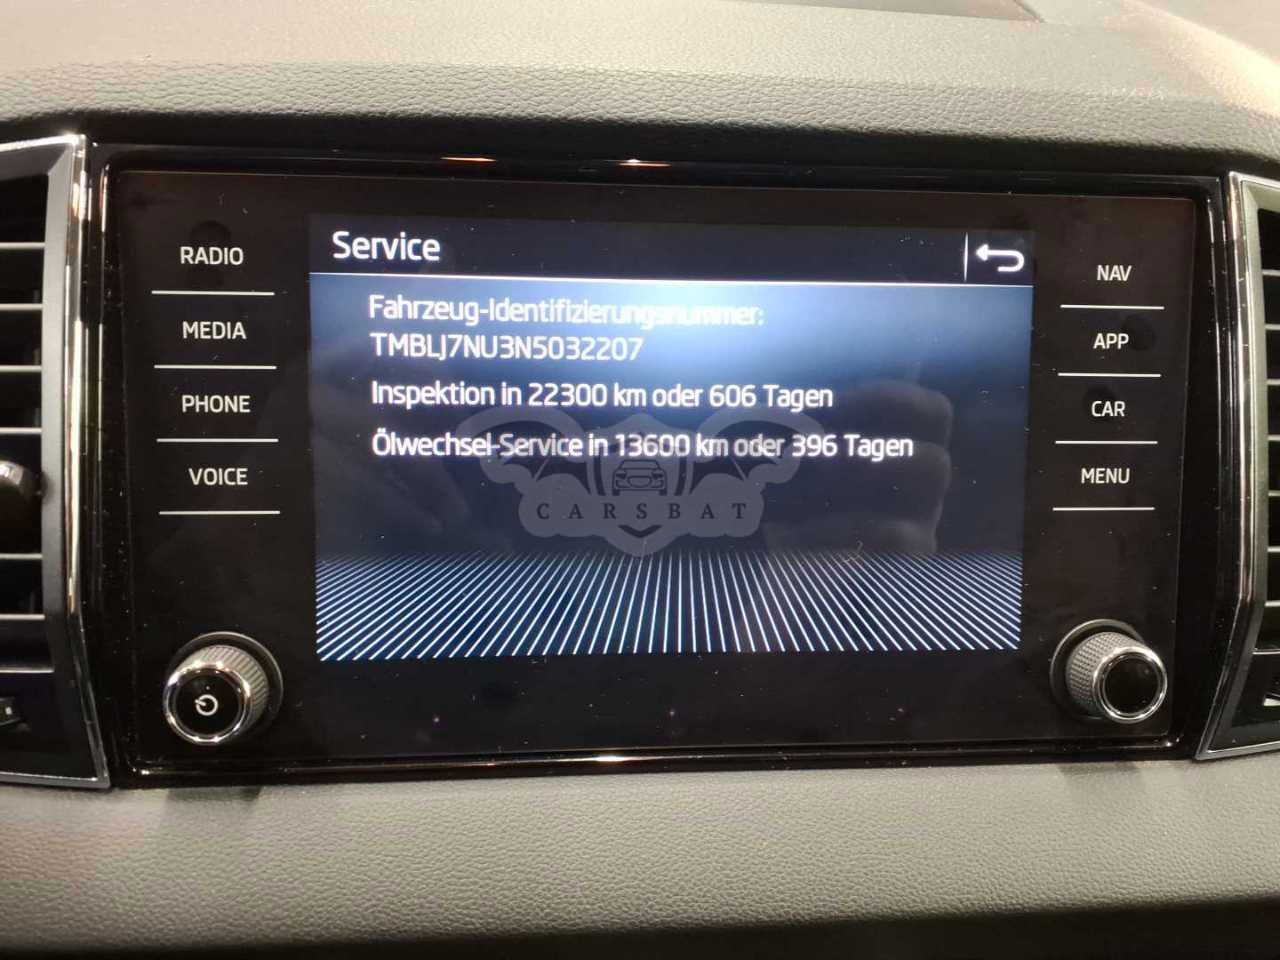 Service
RADIO
MEDIA
PHONE
VOICE
Fahrzeug-Identifizierungsnummer:
TMBLJ7NU3N5032207
Inspektion in 22300 km oder 606 Tagen
Ölwechsel-Service in 13600 km oder 396 Tagen
CARSBAT
NAV
APP
CAR
MENU